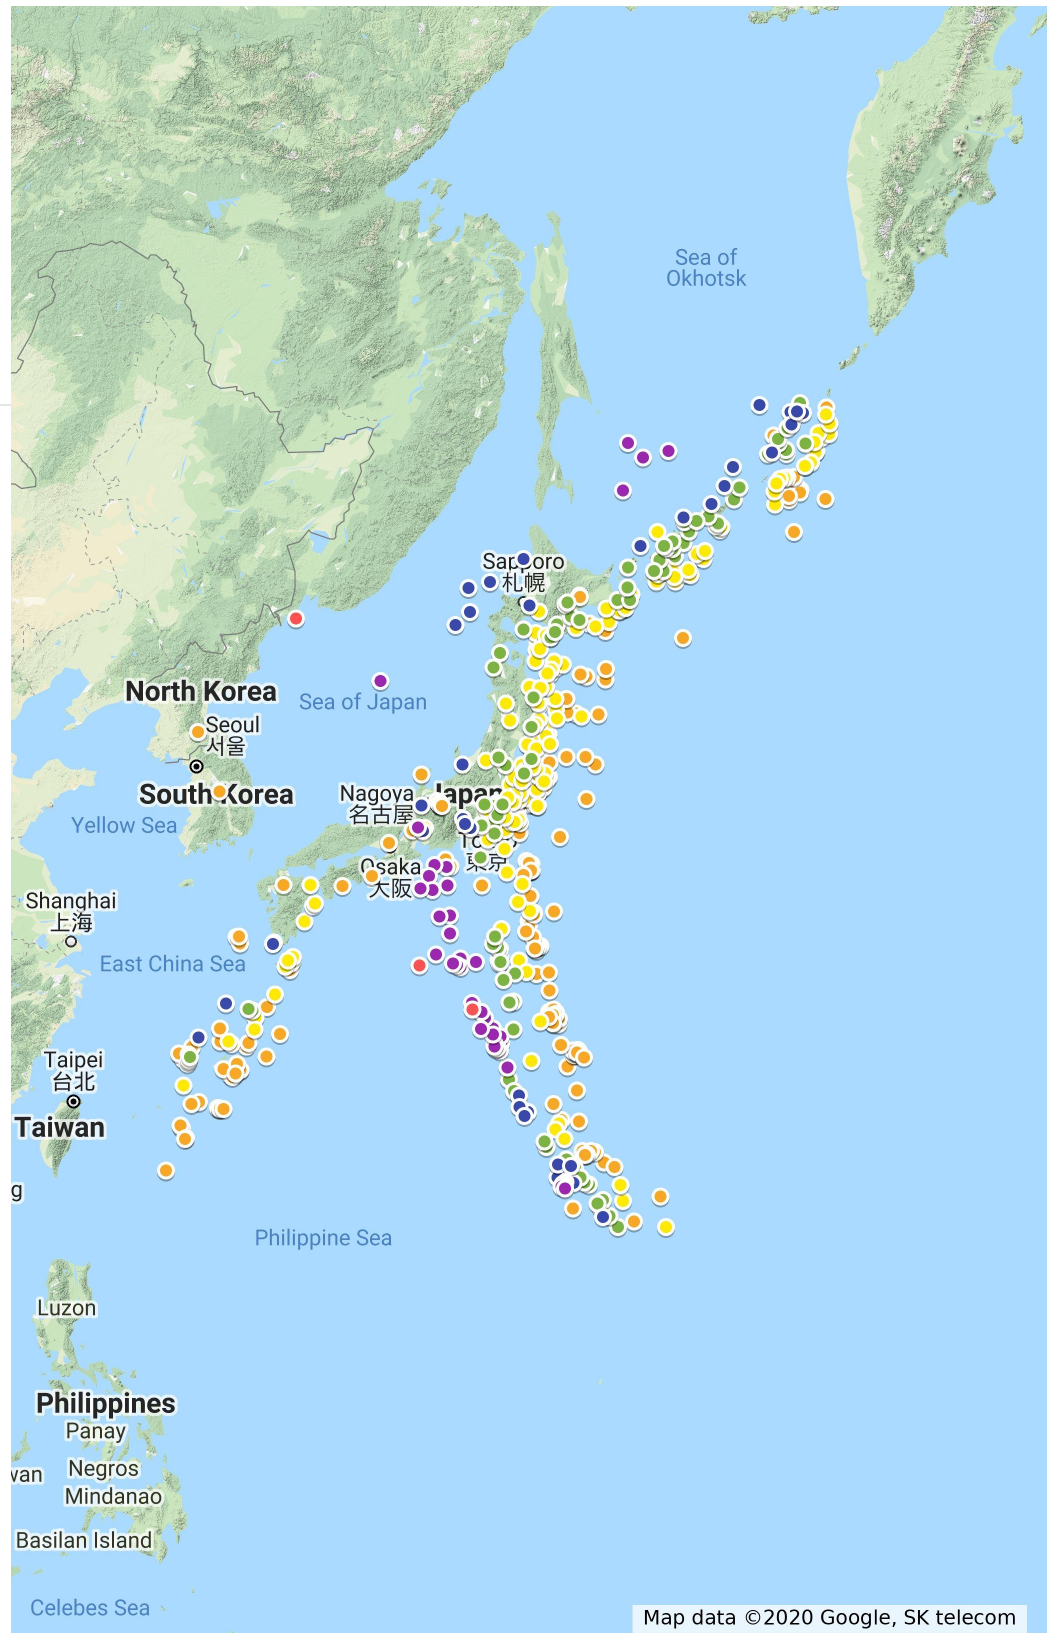 Sea of
Okhotsk
Sapporo
札幌
North Korea
Sea of Japan
Seoul
서울
South Korea
Nagoya
名古屋
Japan
Yellow Sea
Tokyo
東京
Osaka
大阪
Shanghai
上海
East China Sea
Taipei
台北
Taiwan
g
Philippine Sea
Luzon
Philippines
Panay
wan
Negros
Mindanao
Basilan Island
Celebes Sea
Map data ©2020 Google, SK telecom